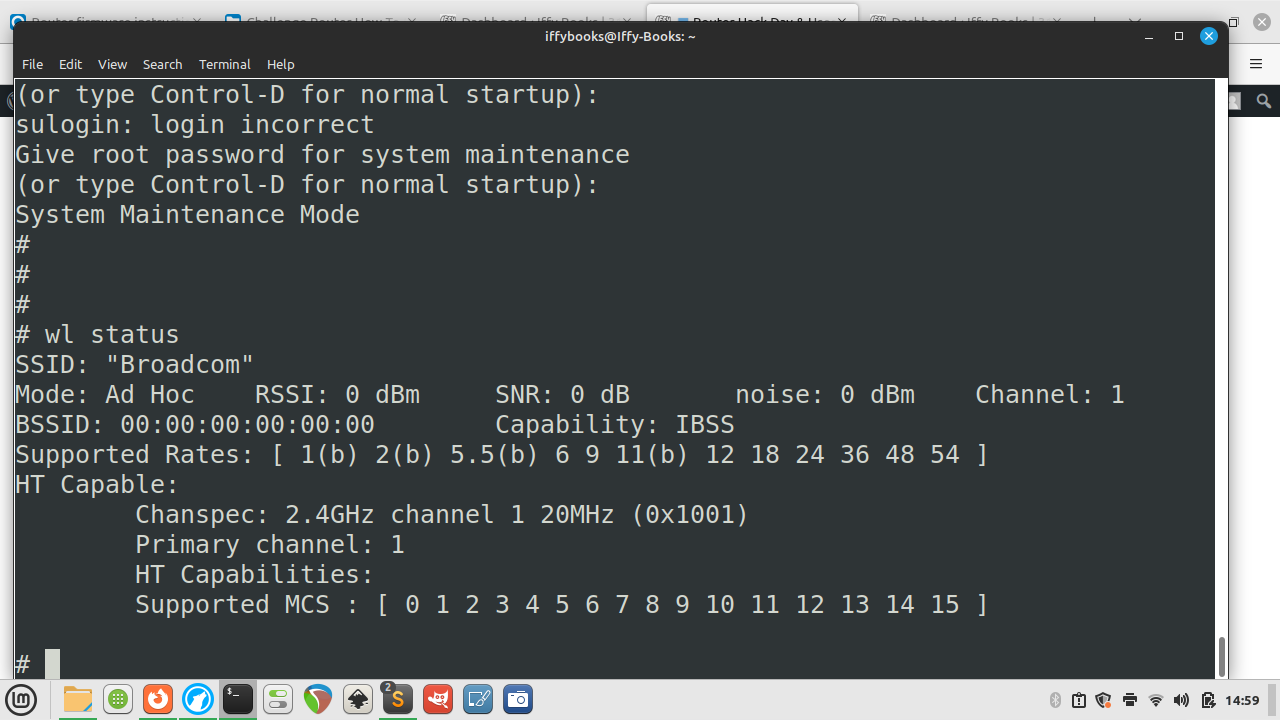 Dashboard
iffybooks@Iffy-Books: ~
File Edit View Search Terminal Help
(or type Control-D for normal startup):
sulogin: login incorrect
Give root password for system maintenance
(or type Control-D for normal startup):
System Maintenance Mode
#
#
#
# wl status
SSID: "Broadcom"
Mode: Ad Hoc RSSI: 0 dBm SNR: 0 dB noise: 0 dBm Channel: 1
BSSID: 00:00:00:00:00:00 Capability: IBSS
Supported Rates: [ 1(b) 2(b) 5.5(b) 6 9 11(b) 12 18 24 36 48 54 ]
HT Capable:
Chanspec: 2.4GHz channel 1 20MHz (0x1001)
Primary channel: 1
HT Capabilities:
Supported MCS : [ 0 1 2 3 4 5 6 7 8 9 10 11 12 13 14 15 ]
#
lm $_ 2 S 14:59